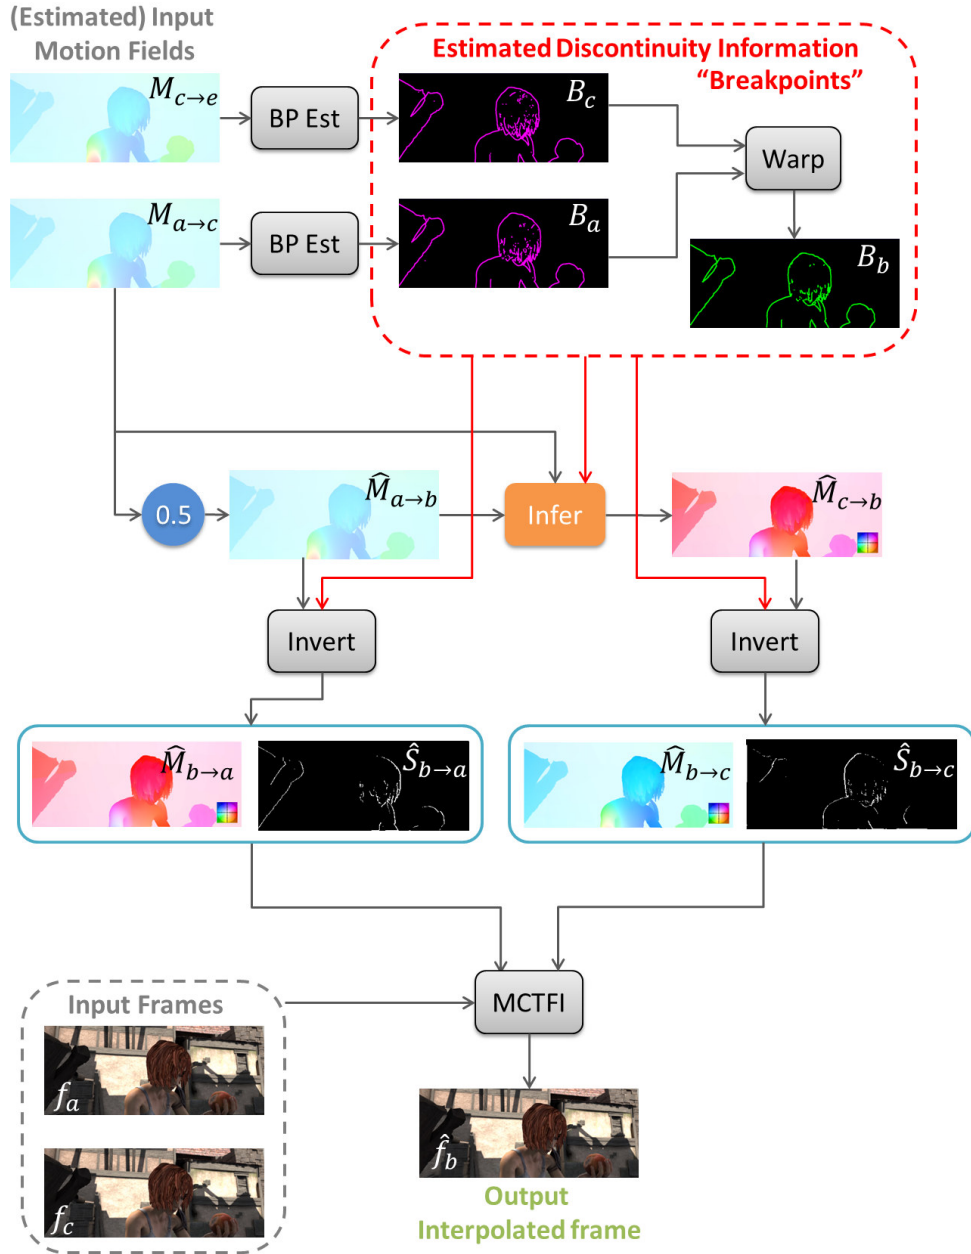 (Estimated) Input
Motion Fields
Estimated Discontinuity Information
“Breakpoints”
M_{c→e}
BP Est
B_c
Warp
M_{a→c}
BP Est
B_a
B_b
0.5
M̂_{a→b}
Infer
M̂_{c→b}
Invert
Invert
M̂_{b→a}
Ŝ_{b→a}
M̂_{b→c}
Ŝ_{b→c}
MCTFI
Input Frames
f_a
f_c
f̂_b
Output
Interpolated frame